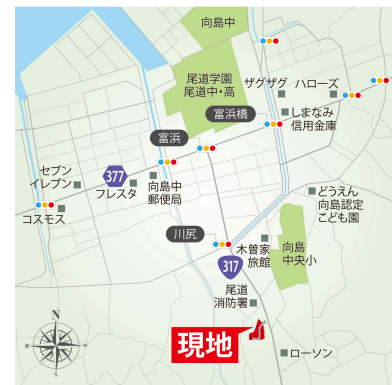 向島中
尾道学園
尾道中・高
ザグザグ
ハローズ
富浜橋
しまなみ
信用金庫
富浜
セブン
イレブン
377
フレスタ
向島中
郵便局
どうえん
向島認定
こども園
コスモス
川尻
木曽家
旅館
向島
中央小
317
尾道
消防署
N
現地
ローソン